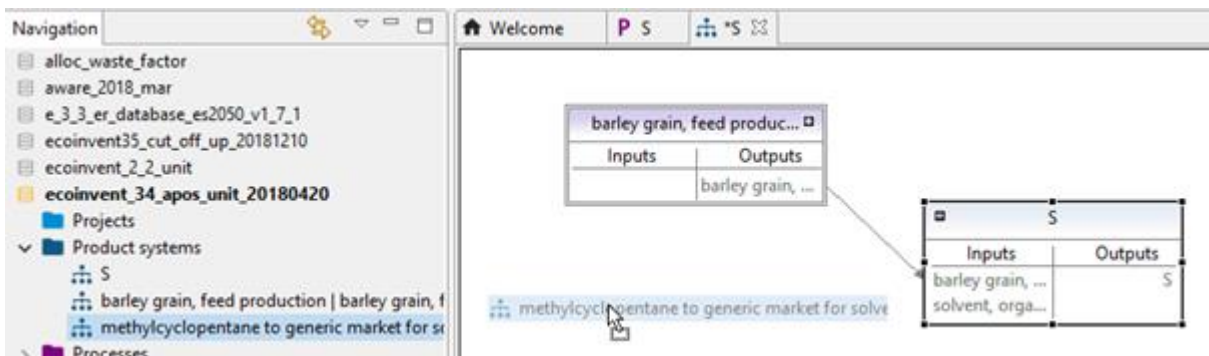 Navigation
alloc_waste_factor
aware_2018_mar
e_3_3_er_database_es2050_v1_7_1
ecoinvent35_cut_off_up_20181210
ecoinvent_2_2_unit
ecoinvent_34_apos_unit_20180420
Projects
Product systems
S
barley grain, feed production | barley grain, f
methylcyclopentane to generic market for se
Processes
Welcome
P S
*S
barley grain, feed produc...
Inputs Outputs
barley grain, ...
S
Inputs Outputs
barley grain, ... S
solvent, orga...
methylcyclopentane to generic market for solve